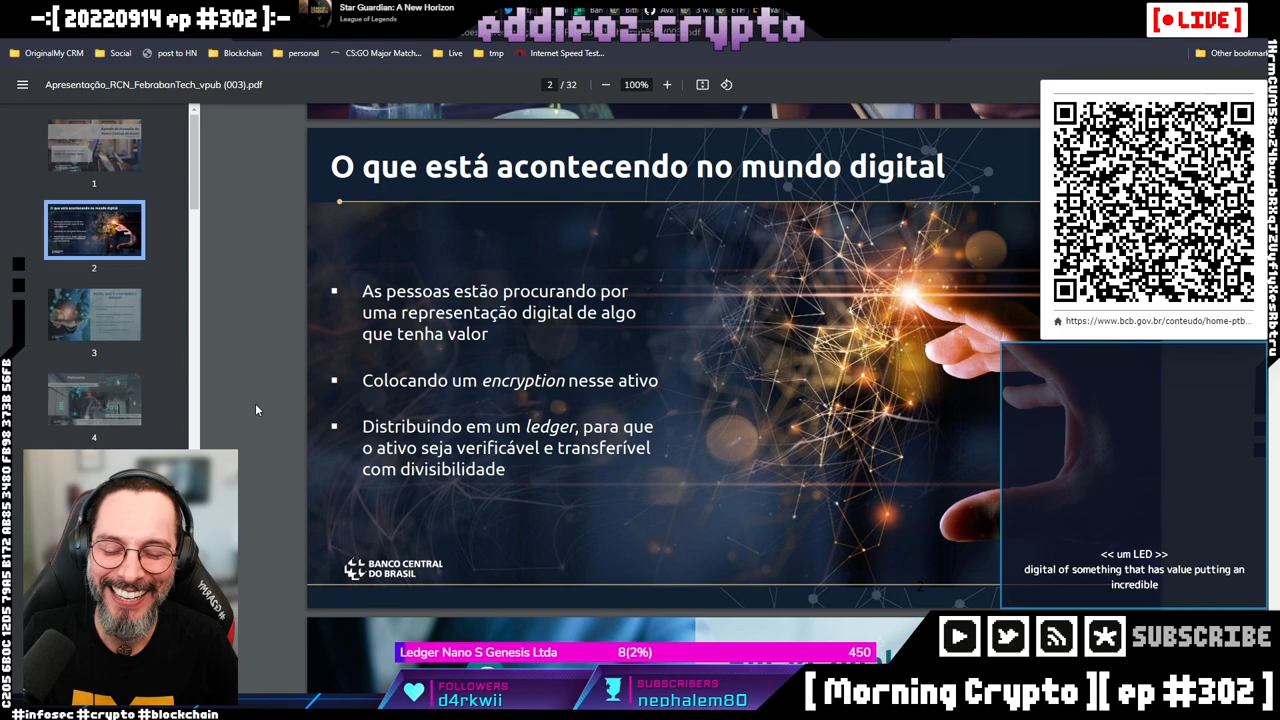 -:[ 20220914 ep #302 ]:-
Star Guardian: A New Horizon
League of Legends
eddieoz.crypto
[ • LIVE ]
OriginalMy CRM
Social
post to HN
Blockchain
personal
CS:GO Major Match...
Live
tmp
Internet Speed Test...
Other bookmar
Apresentação_RCN_FebrabanTech_vpub (003).pdf
2 / 32
100%
1
2
3
4
O que está acontecendo no mundo digital
▪ As pessoas estão procurando por
uma representação digital de algo
que tenha valor
▪ Colocando um encryption nesse ativo
▪ Distribuindo em um ledger, para que
o ativo seja verificável e transferível
com divisibilidade
BANCO CENTRAL
DO BRASIL
https://www.bcb.gov.br/conteudo/home-ptb...
<< um LED >>
digital of something that has value putting an
incredible
Ledger Nano S Genesis Ltda
8(2%)
450
FOLLOWERS
d4rkwii
SUBSCRIBERS
nephalem80
SUBSCRIBE
[ Morning Crypto ][ ep #302 ]
#infosec #crypto #blockchain